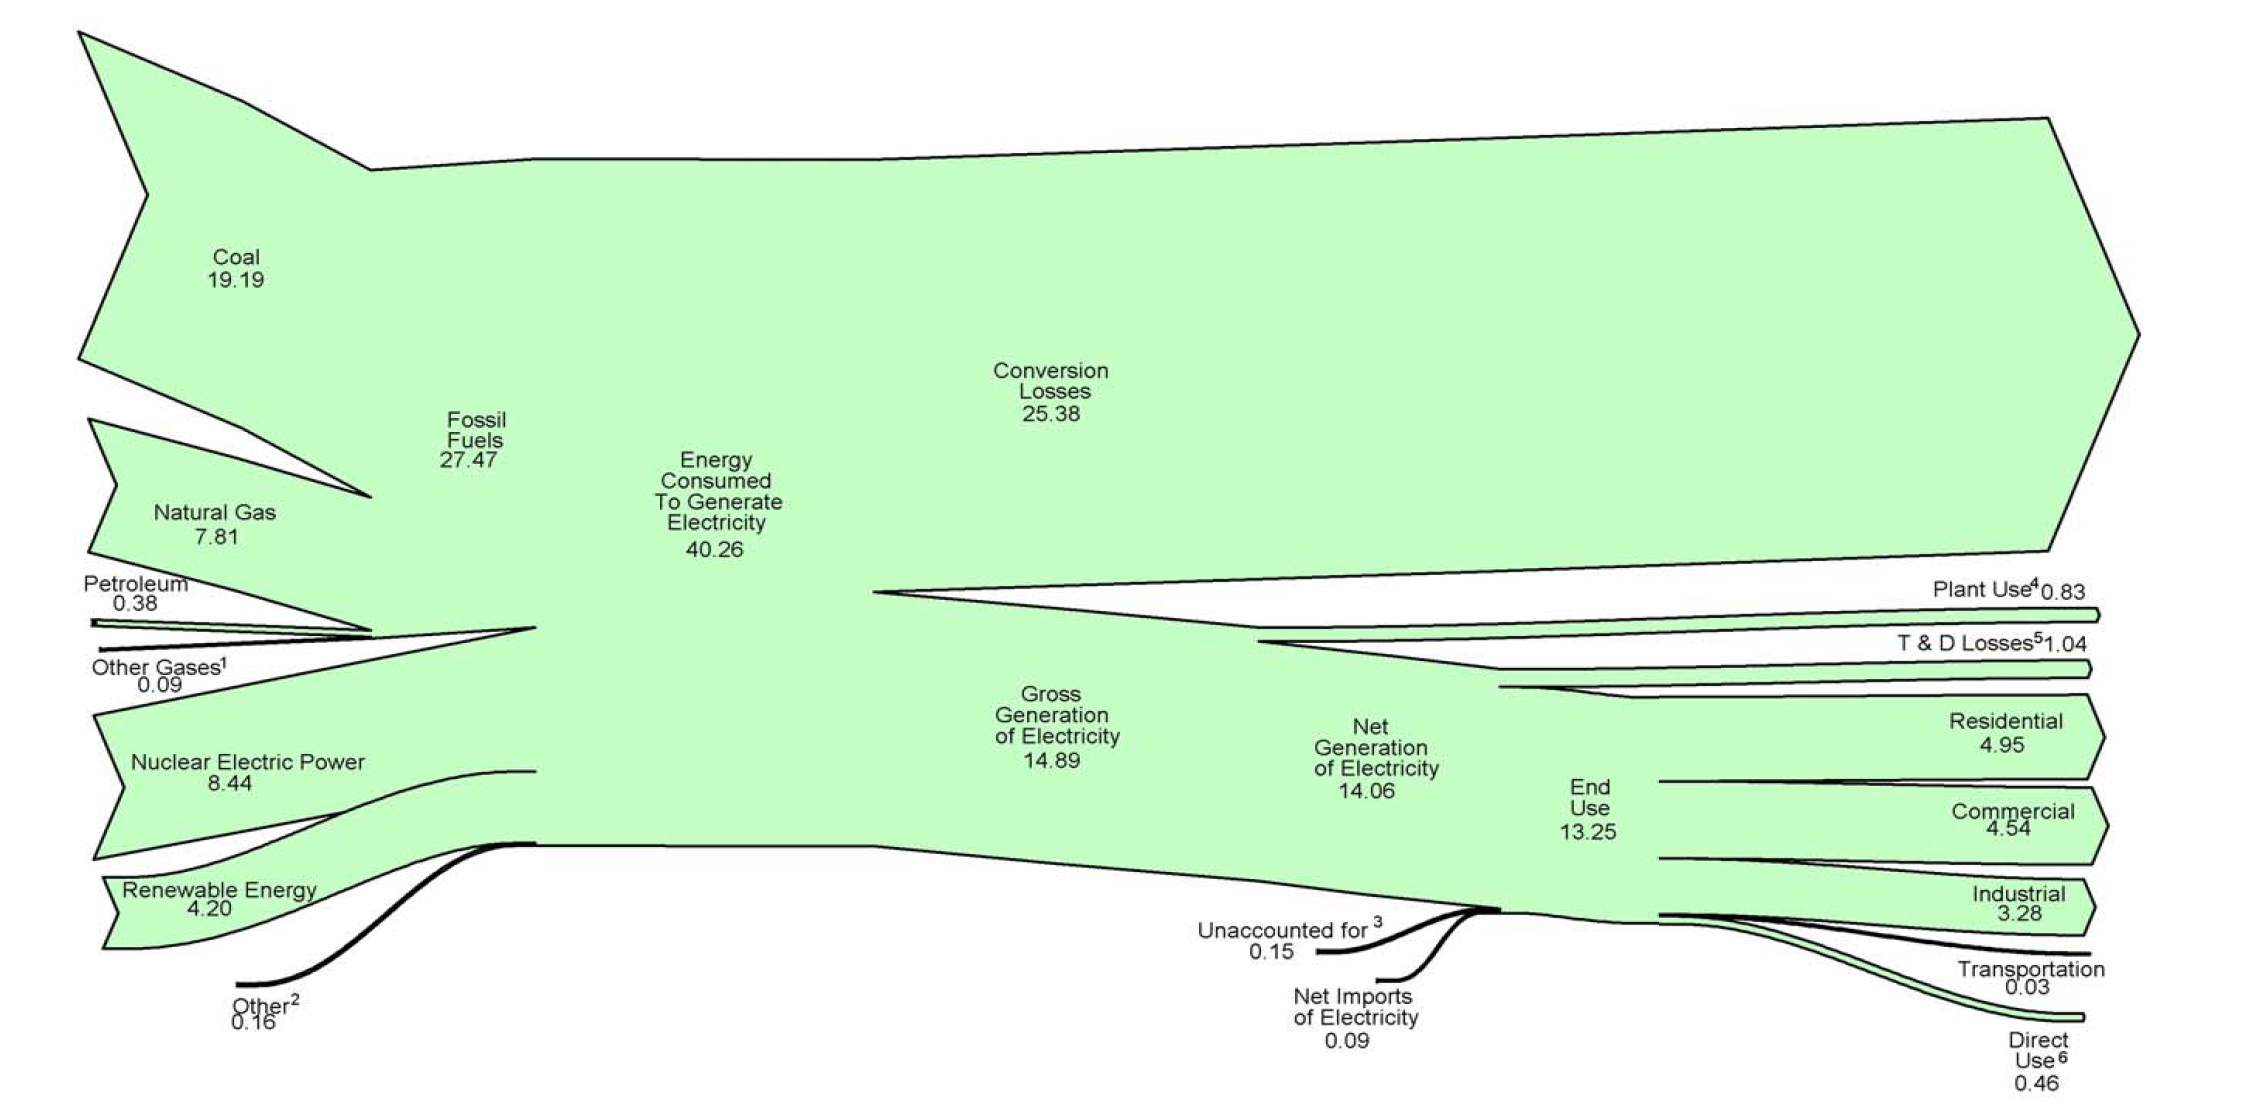 Coal
19.19
Fossil
Fuels
27.47
Natural Gas
7.81
Petroleum
0.38
Other Gases1
0.09
Nuclear Electric Power
8.44
Renewable Energy
4.20
Other2
0.16
Energy
Consumed
To Generate
Electricity
40.26
Conversion
Losses
25.38
Gross
Generation
of Electricity
14.89
Net
Generation
of Electricity
14.06
Unaccounted for 3
0.15
Net Imports
of Electricity
0.09
End
Use
13.25
Plant Use4 0.83
T & D Losses5 1.04
Residential
4.95
Commercial
4.54
Industrial
3.28
Transportation
0.03
Direct
Use6
0.46